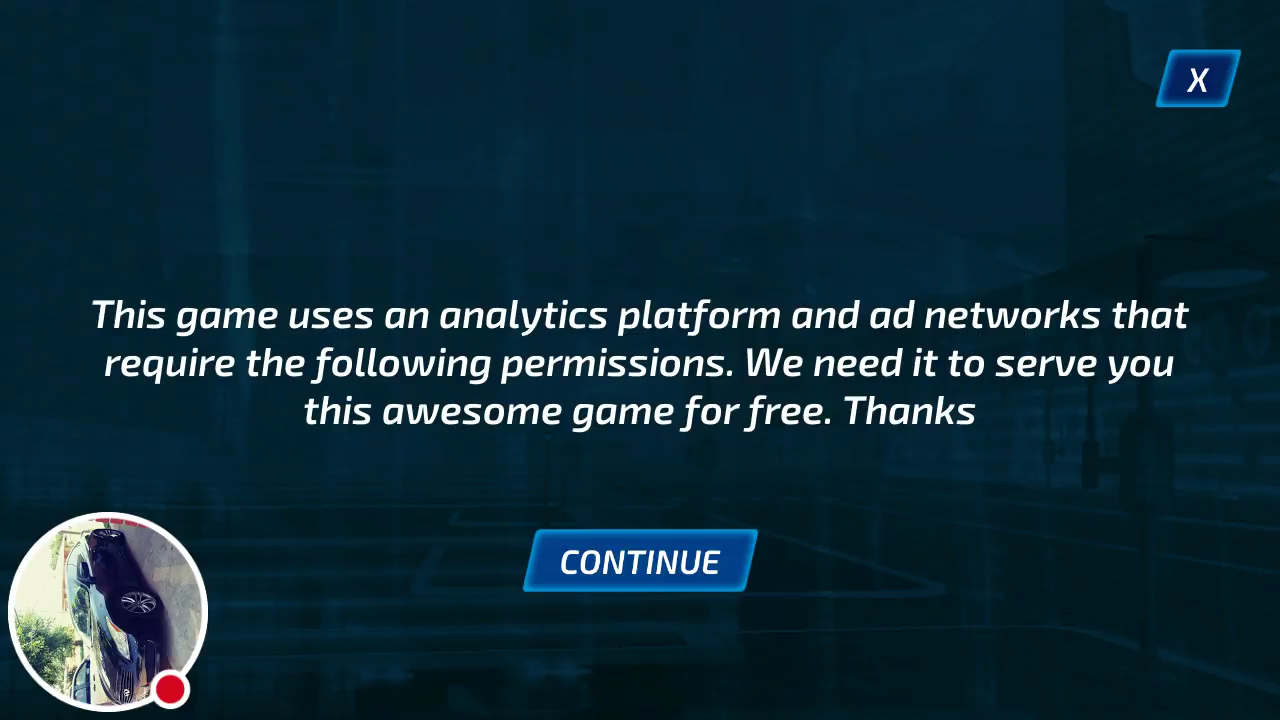 X
This game uses an analytics platform and ad networks that
require the following permissions. We need it to serve you
this awesome game for free. Thanks
CONTINUE